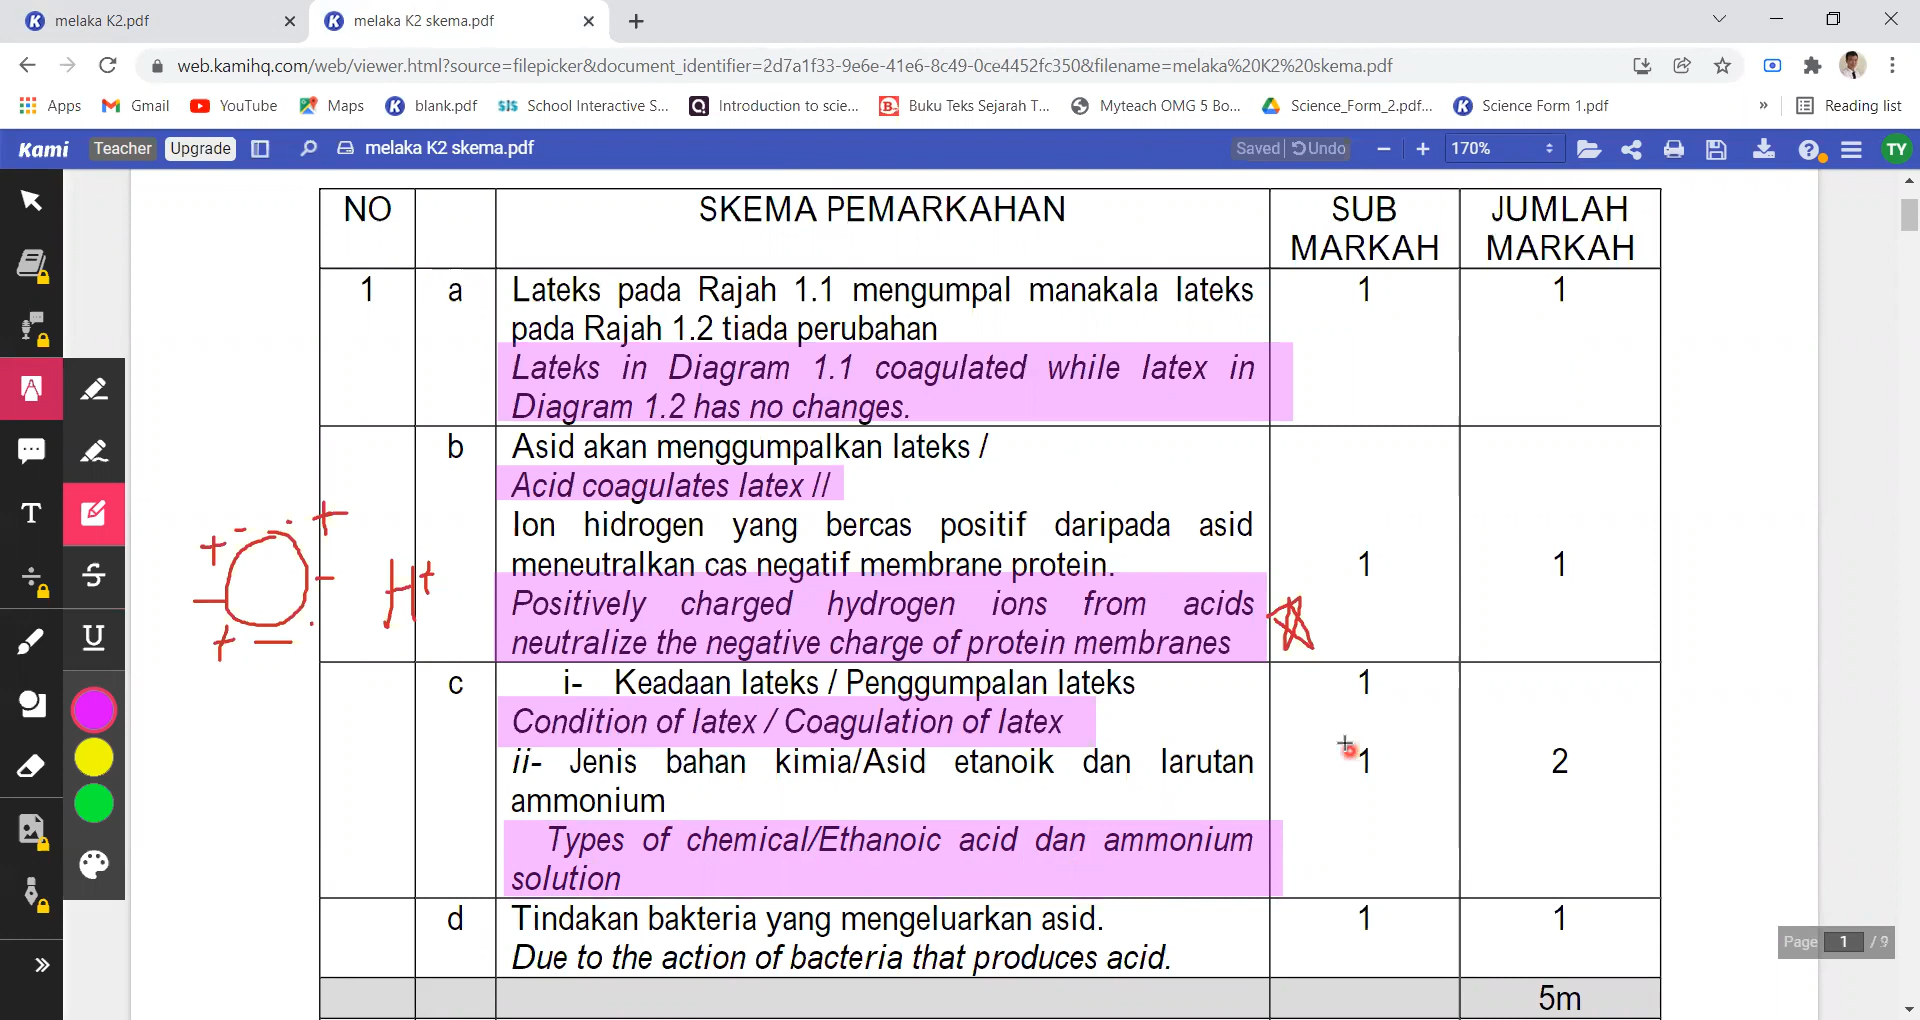 melaka K2.pdf
melaka K2 skema.pdf
web.kamihq.com/web/viewer.html?source=filepicker&document_identifier=2d7a1f33-9e6e-41e6-8c49-0ce4452fc350&filename=melaka%20K2%20skema.pdf
Apps Gmail YouTube Maps blank.pdf SIS School Interactive S... Introduction to scie... Buku Teks Sejarah T... Myteach OMG 5 Bo... Science_Form_2.pdf... Science Form 1.pdf » Reading list
Kami Teacher Upgrade melaka K2 skema.pdf Saved Undo 170% TY
NO SKEMA PEMARKAHAN SUB MARKAH JUMLAH MARKAH
1 a Lateks pada Rajah 1.1 mengumpal manakala lateks 1 1
pada Rajah 1.2 tiada perubahan
Lateks in Diagram 1.1 coagulated while latex in
Diagram 1.2 has no changes.
b Asid akan menggumpalkan lateks /
Acid coagulates latex //
Ion hidrogen yang bercas positif daripada asid
meneutralkan cas negatif membrane protein. 1 1
Positively charged hydrogen ions from acids
neutralize the negative charge of protein membranes
+ - - +
- -
+ -
H+
c i- Keadaan lateks / Penggumpalan lateks 1
Condition of latex / Coagulation of latex
ii- Jenis bahan kimia/Asid etanoik dan larutan 1 2
ammonium
Types of chemical/Ethanoic acid dan ammonium
solution
d Tindakan bakteria yang mengeluarkan asid. 1 1
Due to the action of bacteria that produces acid.
5m
Page 1 / 9